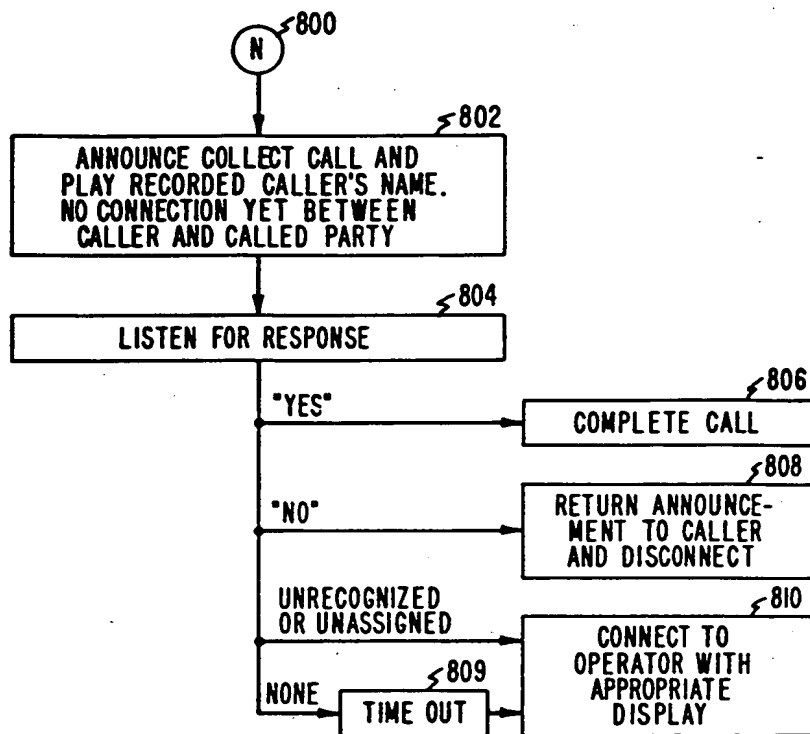 800
N
802
ANNOUNCE COLLECT CALL AND
PLAY RECORDED CALLER'S NAME.
NO CONNECTION YET BETWEEN
CALLER AND CALLED PARTY
804
LISTEN FOR RESPONSE
"YES"
806
COMPLETE CALL
"NO"
808
RETURN ANNOUNCE-
MENT TO CALLER
AND DISCONNECT
UNRECOGNIZED
OR UNASSIGNED
810
CONNECT TO
OPERATOR WITH
APPROPRIATE
DISPLAY
NONE
809
TIME OUT